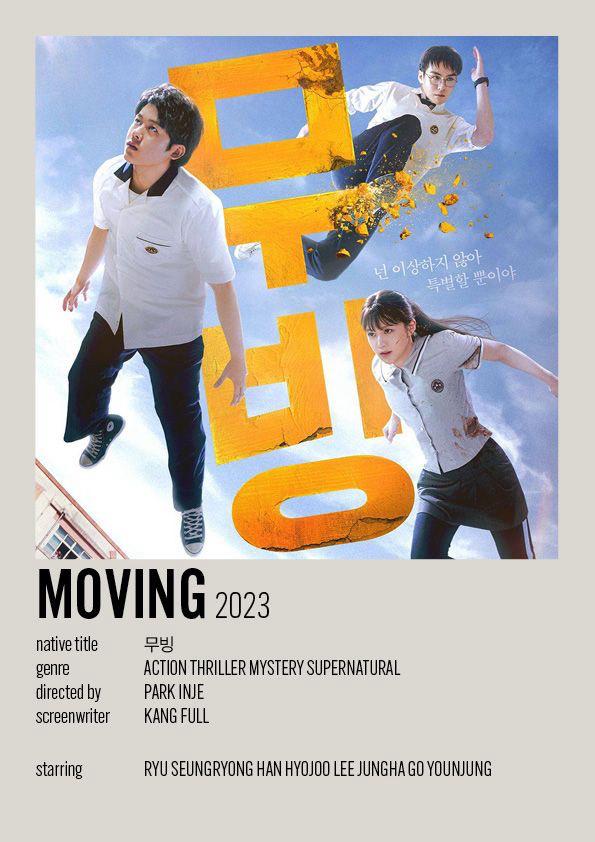 무빙
넌 이상하지 않아
특별할 뿐이야
MOVING 2023
native title 무빙
genre ACTION THRILLER MYSTERY SUPERNATURAL
directed by PARK INJE
screenwriter KANG FULL
starring RYU SEUNGRYONG HAN HYOJOO LEE JUNGHA GO YOUNJUNG